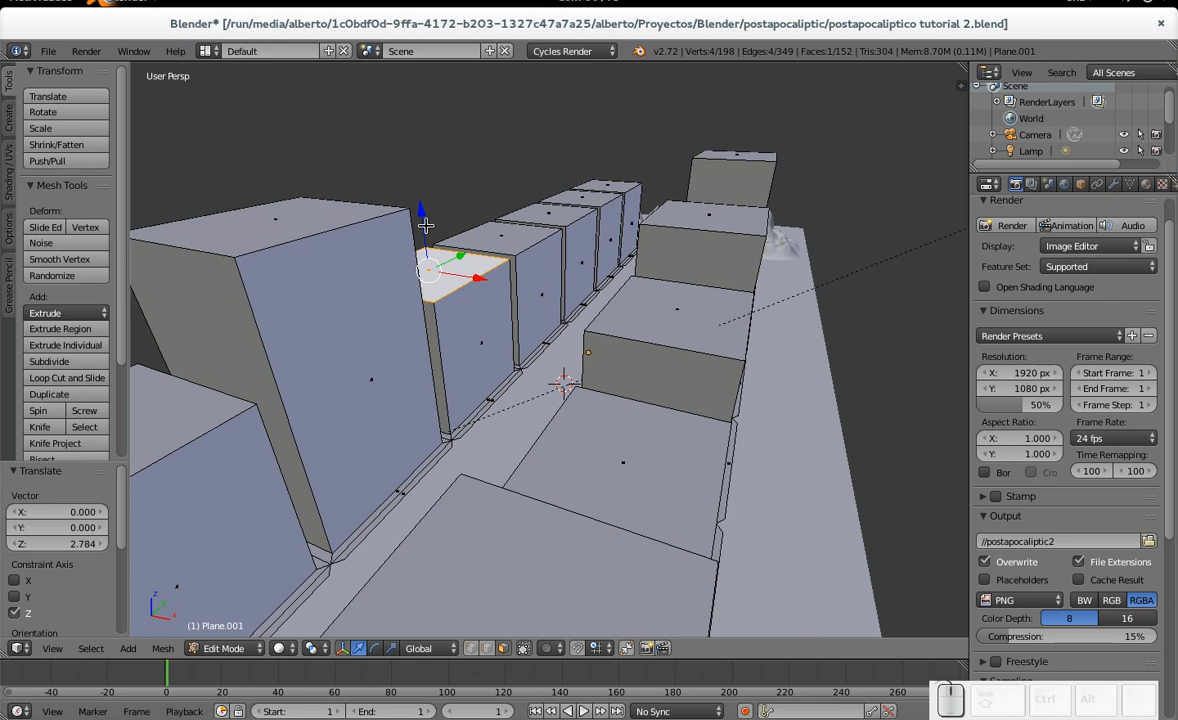 Blender* [/run/media/alberto/1c0bdf0d-9ffa-4172-b203-1327c47a7a25/alberto/Proyectos/Blender/postapocaliptic/postapocaliptico tutorial 2.blend]
File Render Window Help Default Scene Cycles Render v2.72 | Verts:4/198 | Edges:4/349 | Faces:1/152 | Tris:304 | Mem:8.70M (0.11M) | Plane.001
Tools
Create
Shading/UVs
Options
Grease Pencil
Transform
Translate
Rotate
Scale
Shrink/Fatten
Push/Pull
Mesh Tools
Deform:
Slide Ed Vertex
Noise
Smooth Vertex
Randomize
Add:
Extrude
Extrude Region
Extrude Individual
Subdivide
Loop Cut and Slide
Duplicate
Spin Screw
Knife Select
Knife Project
Bisect
Translate
Vector
X: 0.000
Y: 0.000
Z: 2.784
Constraint Axis
X
Y
Z
Orientation
User Persp
z
x
(1) Plane.001
View Select Add Mesh Edit Mode Global
-40 -20 0 20 40 60 80 100 120 140 160 180 200 220 240 260
View Marker Frame Playback Start: 1 End: 1 1 No Sync
View Search All Scenes
Scene
RenderLayers
World
Camera
Lamp
Render
Render Animation Audio
Display: Image Editor
Feature Set: Supported
Open Shading Language
Dimensions
Render Presets
Resolution: Frame Range:
X: 1920 px Start Frame: 1
Y: 1080 px End Frame: 1
50% Frame Step: 1
Aspect Ratio: Frame Rate:
X: 1.000 24 fps
Y: 1.000 Time Remapping:
Bor Cro 100 100
Stamp
Output
//postapocaliptic2
Overwrite File Extensions
Placeholders Cache Result
PNG BW RGB RGBA
Color Depth: 8 16
Compression: 15%
Freestyle
Sampling
Shift
Ctrl Alt